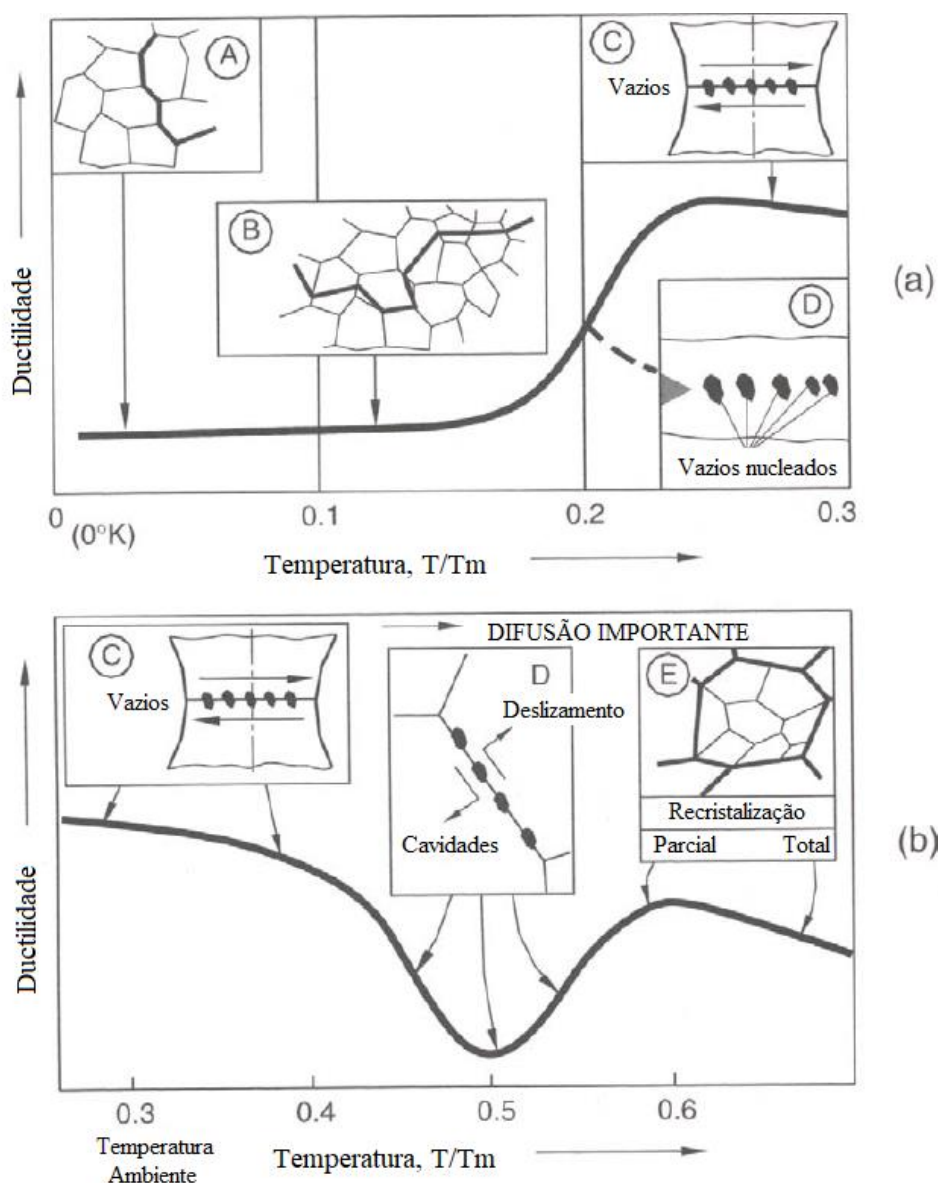 A
C
Vazios
B
D
Vazios nucleados
Ductilidade
(a)
0 (0°K)
0.1
0.2
0.3
Temperatura, T/Tm
DIFUSÃO IMPORTANTE
C
Vazios
D
Deslizamento
Cavidades
E
Recristalização
Parcial Total
(b)
Ductilidade
0.3
0.4
0.5
0.6
Temperatura
Ambiente
Temperatura, T/Tm